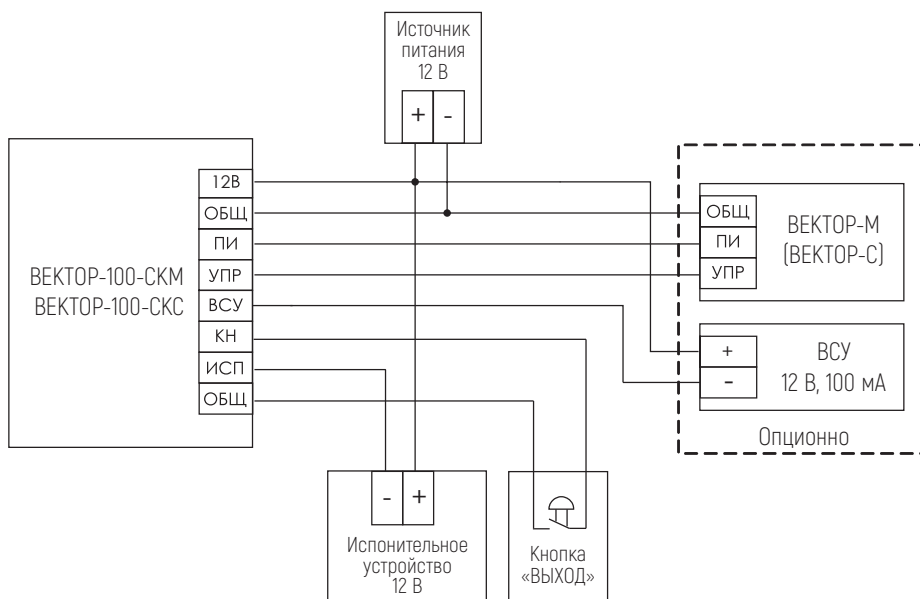 Источник
питания
12 В
+ -
ВЕКТОР-100-СКМ
ВЕКТОР-100-СКС
12В
ОБЩ
ПИ
УПР
ВСУ
КН
ИСП
ОБЩ
ОБЩ
ПИ
УПР
ВЕКТОР-М
(ВЕКТОР-С)
+
-
ВСУ
12 В, 100 мА
Опционно
- +
Испонительное
устройство
12 В
Кнопка
«ВЫХОД»